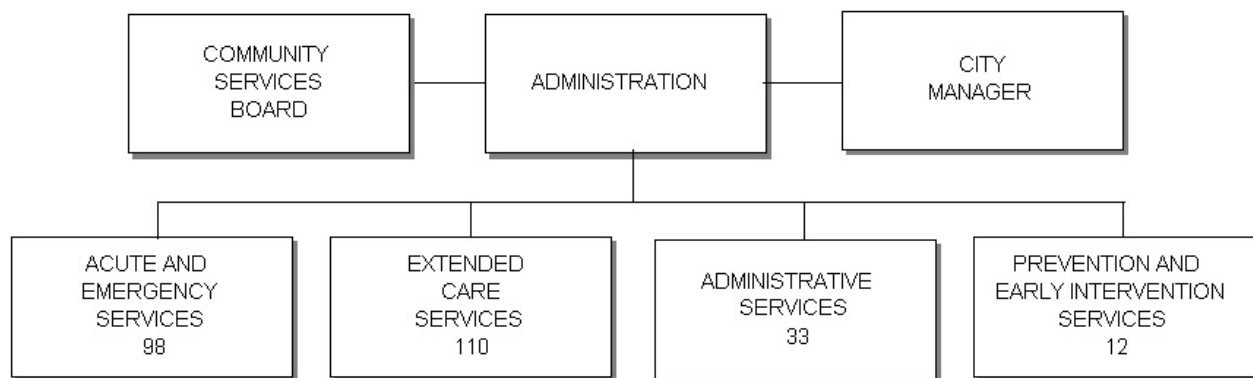 COMMUNITY
SERVICES
BOARD
ADMINISTRATION
CITY
MANAGER
ACUTE AND
EMERGENCY
SERVICES
98
EXTENDED
CARE
SERVICES
110
ADMINISTRATIVE
SERVICES
33
PREVENTION AND
EARLY INTERVENTION
SERVICES
12